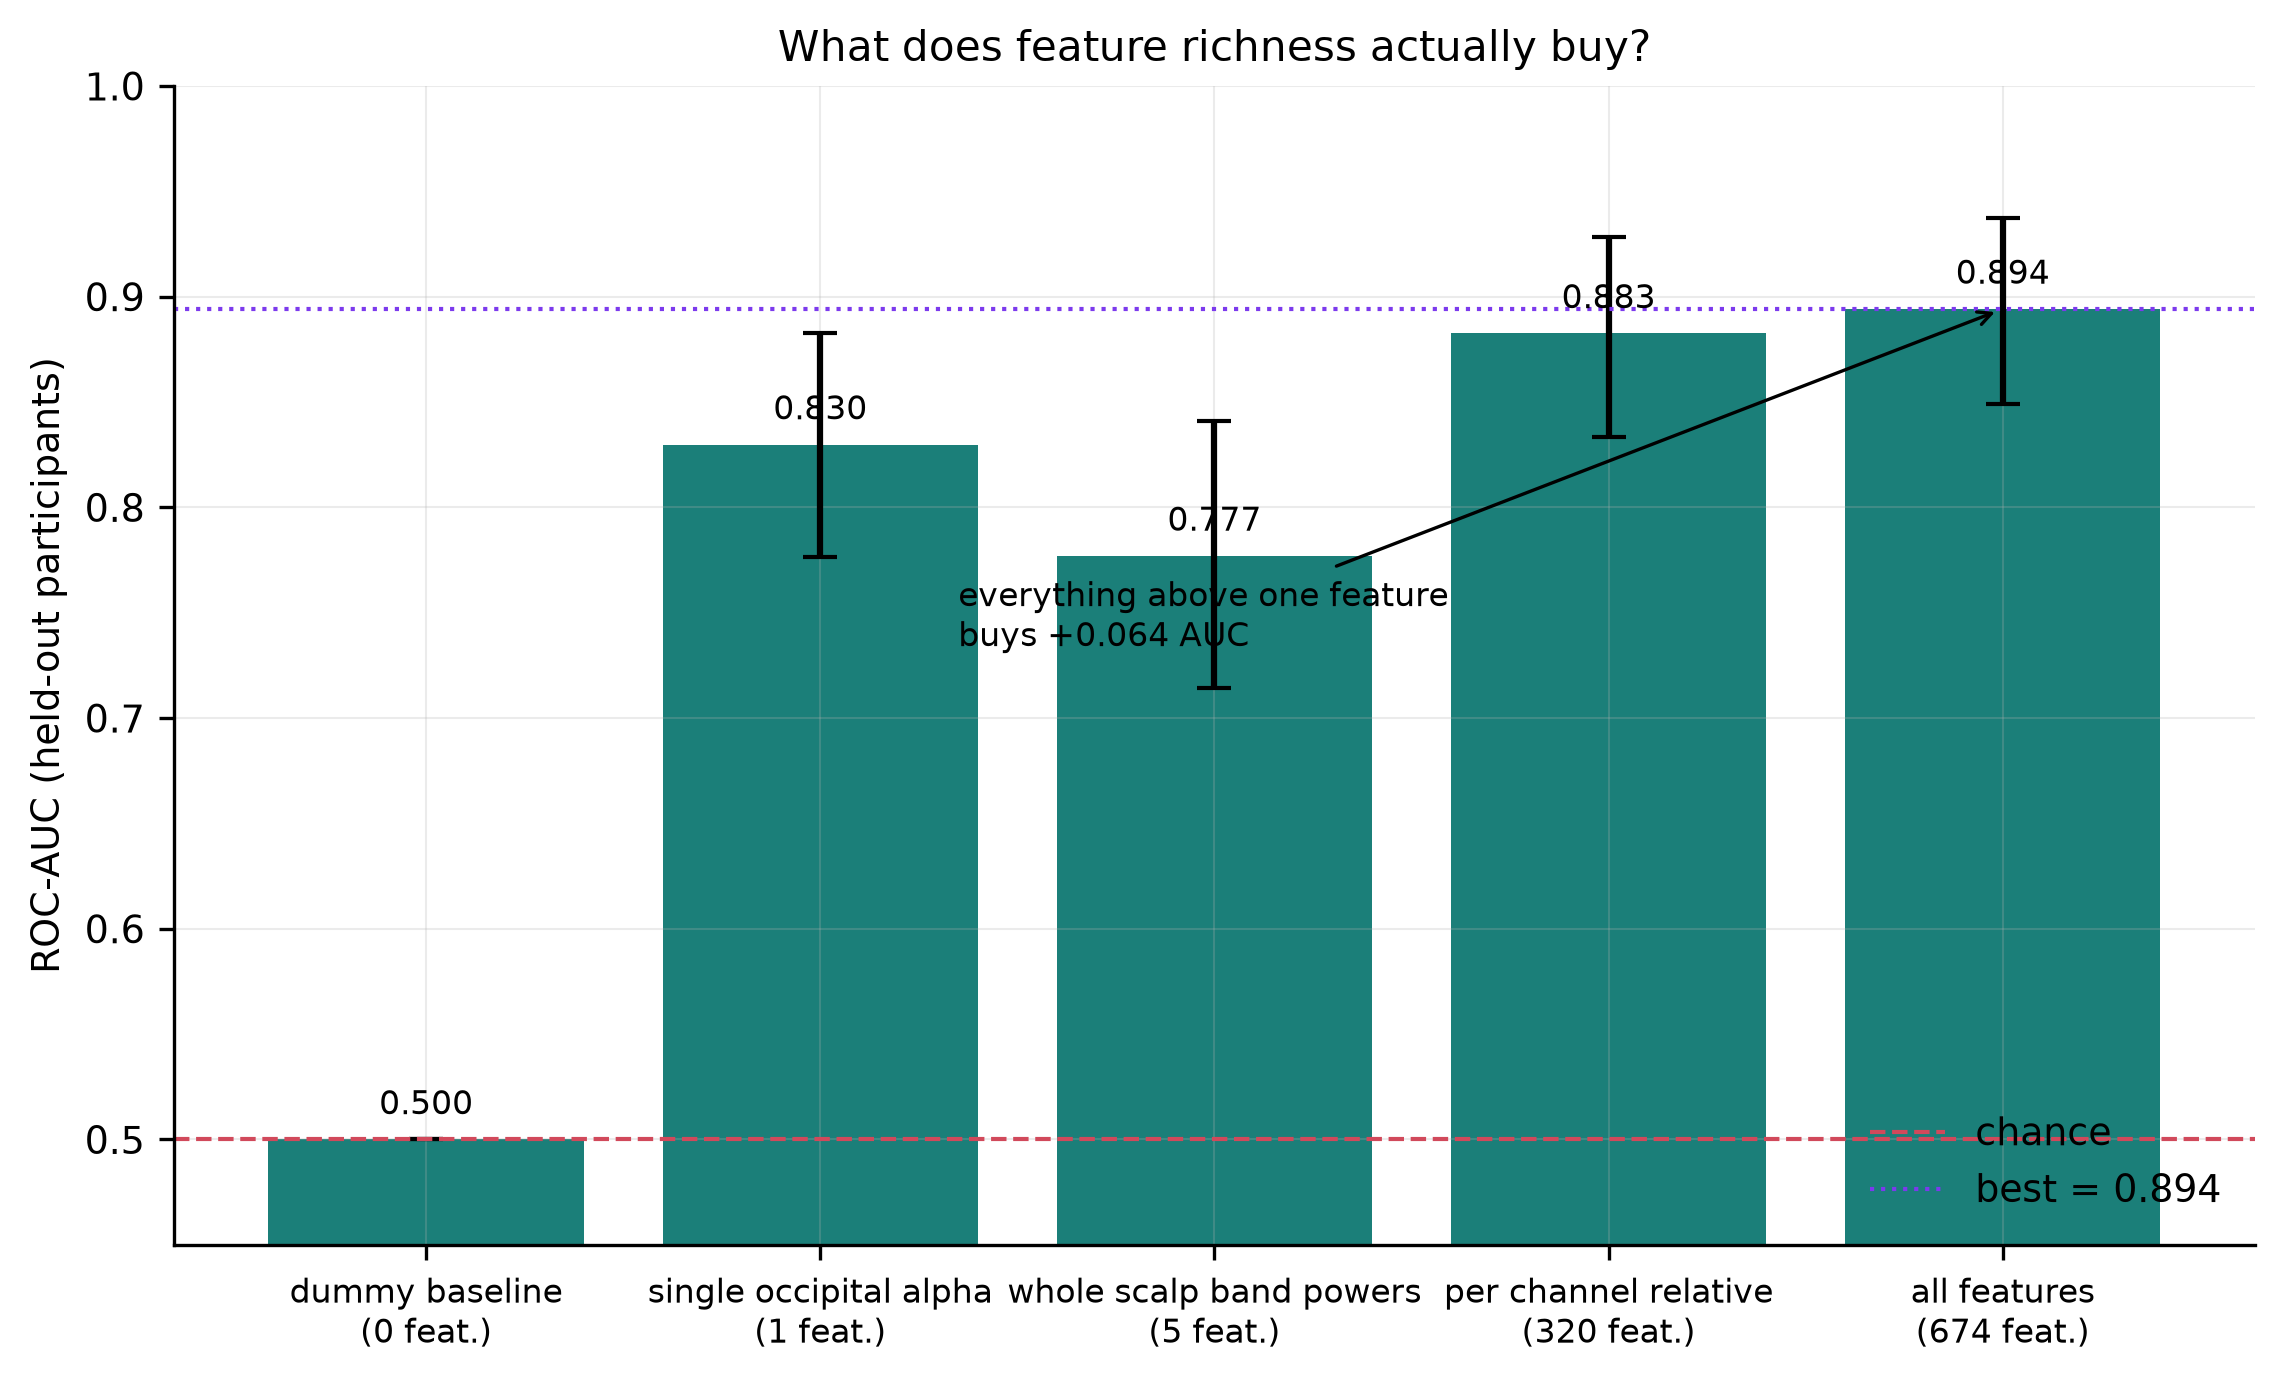 What does feature richness actually buy?
ROC-AUC (held-out participants)
1.0
0.9
0.8
0.7
0.6
0.5
0.500
0.830
0.777
0.883
0.894
everything above one feature
buys +0.064 AUC
chance
best = 0.894
dummy baseline
(0 feat.)
single occipital alpha
(1 feat.)
whole scalp band powers
(5 feat.)
per channel relative
(320 feat.)
all features
(674 feat.)